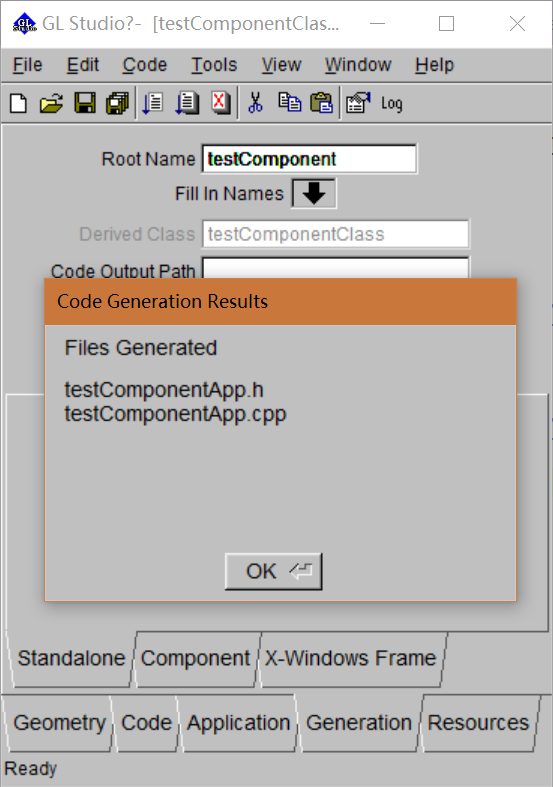 GL Studio?- [testComponentClas...
File Edit Code Tools View Window Help
Log
Root Name testComponent
Fill In Names
Derived Class testComponentClass
Code Output Path
Code Generation Results
Files Generated
testComponentApp.h
testComponentApp.cpp
OK
Standalone Component X-Windows Frame
Geometry Code Application Generation Resources
Ready